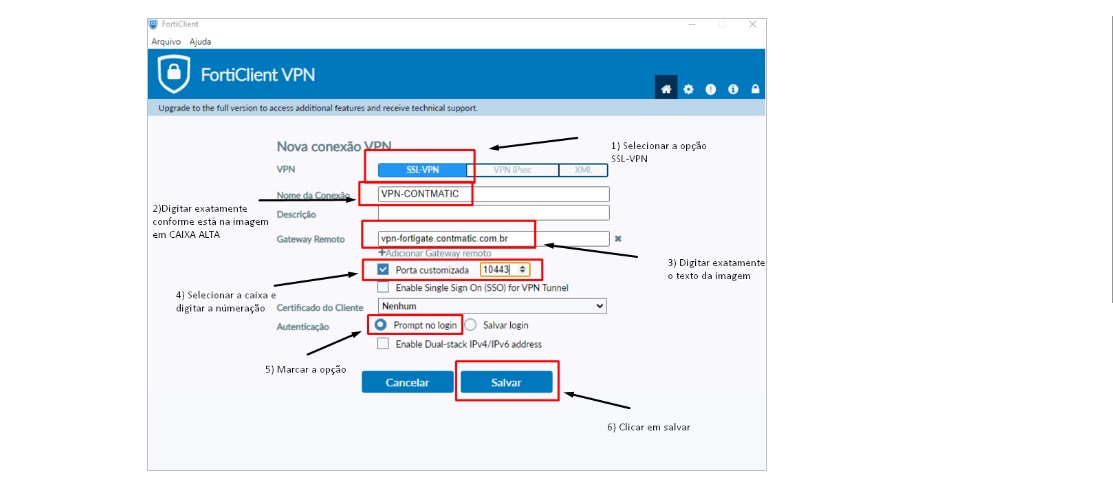 FortiClient
Arquivo Ajuda
FortiClient VPN
Upgrade to the full version to access additional features and receive technical support.
Nova conexão VPN
1) Selecionar a opção
SSL-VPN
VPN SSL-VPN VPN IPsec XML
Nome da Conexão VPN-CONTMATIC
2)Digitar exatamente
conforme está na imagem
em CAIXA ALTA
Descrição
Gateway Remoto vpn-fortigate.contmatic.com.br
+Adicionar Gateway remoto
3) Digitar exatamente
o texto da imagem
Porta customizada 10443
Enable Single Sign On (SSO) for VPN Tunnel
4) Selecionar a caixa e
digitar a númeração
Certificado do Cliente Nenhum
Autenticação Prompt no login Salvar login
Enable Dual-stack IPv4/IPv6 address
5) Marcar a opção
Cancelar Salvar
6) Clicar em salvar